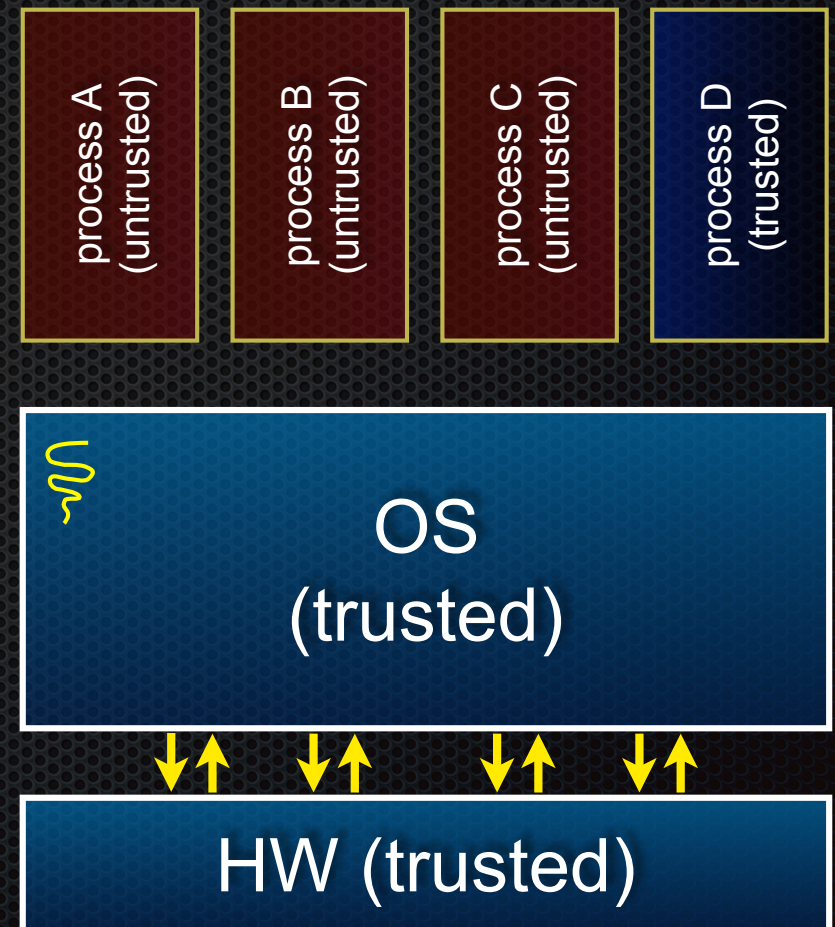 process A
(untrusted)
process B
(untrusted)
process C
(untrusted)
process D
(trusted)
OS
(trusted)
HW (trusted)